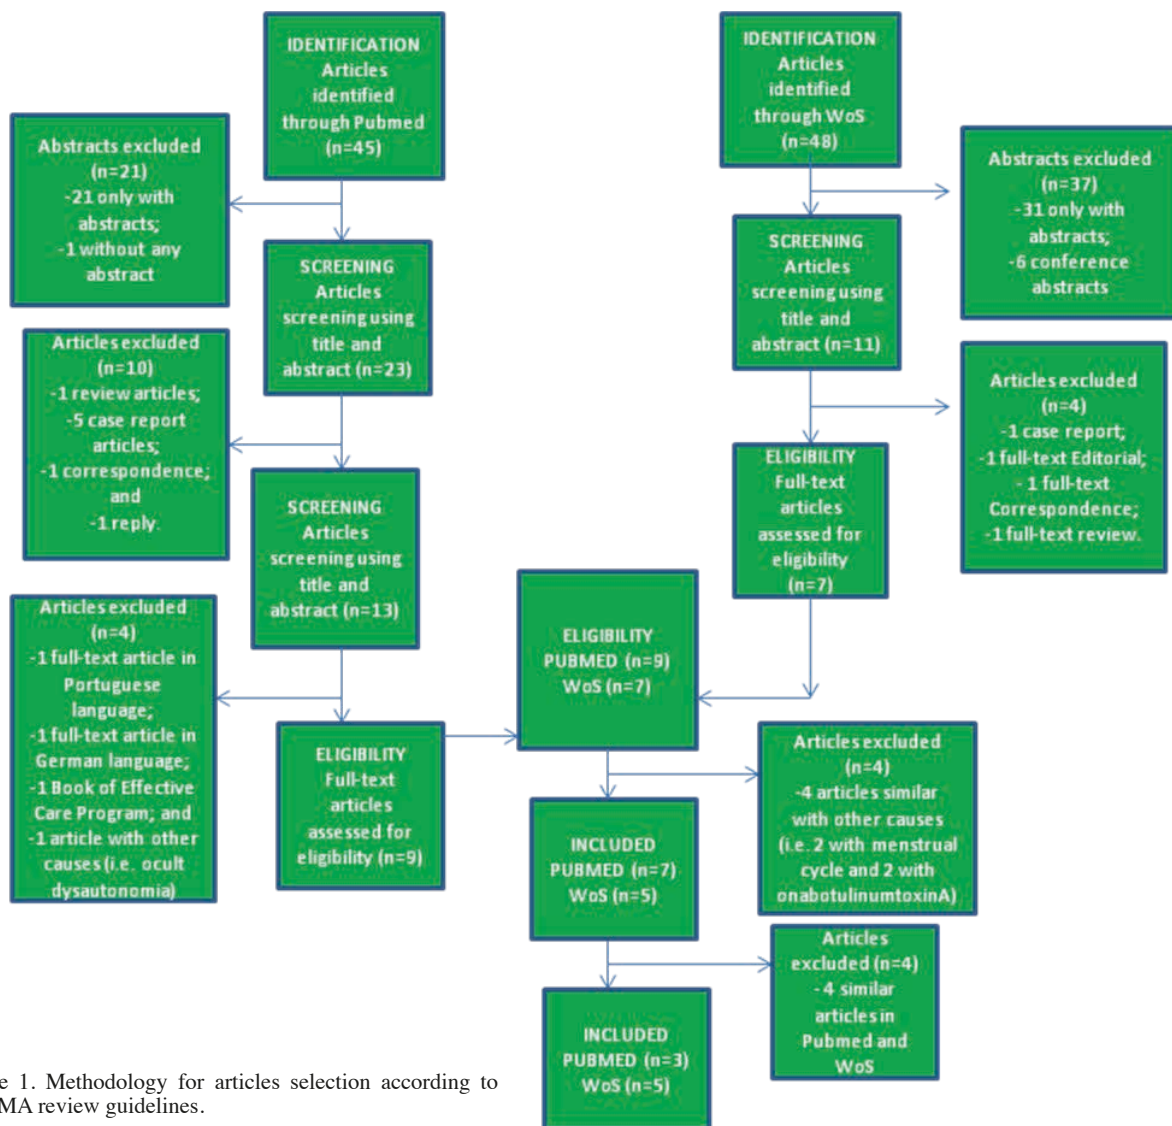 IDENTIFICATION
Articles
identified
through Pubmed
(n=45)
Abstracts excluded
(n=21)
-21 only with
abstracts;
-1 without any
abstract
SCREENING
Articles
screening using
title and
abstract (n=23)
Articles excluded
(n=10)
-1 review articles;
-5 case report
articles;
-1 correspondence;
and
-1 reply.
SCREENING
Articles
screening using
title and
abstract (n=13)
Articles excluded
(n=4)
-1 full-text article in
Portuguese
language;
-1 full-text article in
German language;
-1 Book of Effective
Care Program; and
-1 article with other
causes (i.e. ocult
dysautonomia)
ELIGIBILITY
Full-text
articles
assessed for
eligibility (n=9)
IDENTIFICATION
Articles
identified
through WoS
(n=48)
Abstracts excluded
(n=37)
-31 only with
abstracts;
-6 conference
abstracts
SCREENING
Articles
screening using
title and
abstract (n=11)
Articles excluded
(n=4)
-1 case report;
-1 full-text Editorial;
- 1 full-text
Correspondence;
-1 full-text review.
ELIGIBILITY
Full-text
articles
assessed for
eligibility
(n=7)
ELIGIBILITY
PUBMED (n=9)
WoS (n=7)
Articles excluded
(n=4)
-4 articles similar
with other causes
(i.e. 2 with menstrual
cycle and 2 with
onabotulinumtoxinA)
INCLUDED
PUBMED (n=7)
WoS (n=5)
Articles
excluded (n=4)
- 4 similar
articles in
Pubmed and
WoS
INCLUDED
PUBMED (n=3)
WoS (n=5)
e 1. Methodology for articles selection according to
MA review guidelines.